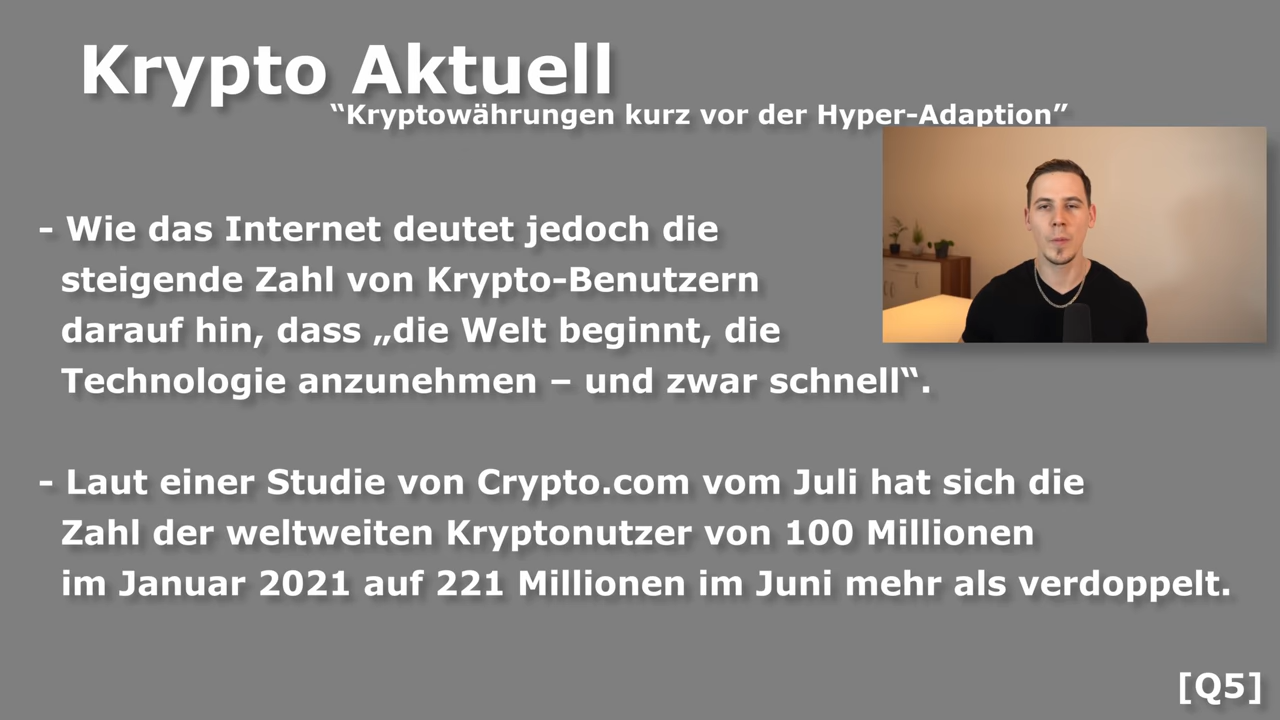 Krypto Aktuell
“Kryptowährungen kurz vor der Hyper-Adaption”
- Wie das Internet deutet jedoch die
steigende Zahl von Krypto-Benutzern
darauf hin, dass „die Welt beginnt, die
Technologie anzunehmen – und zwar schnell“.
- Laut einer Studie von Crypto.com vom Juli hat sich die
Zahl der weltweiten Kryptonutzer von 100 Millionen
im Januar 2021 auf 221 Millionen im Juni mehr als verdoppelt.
[Q5]